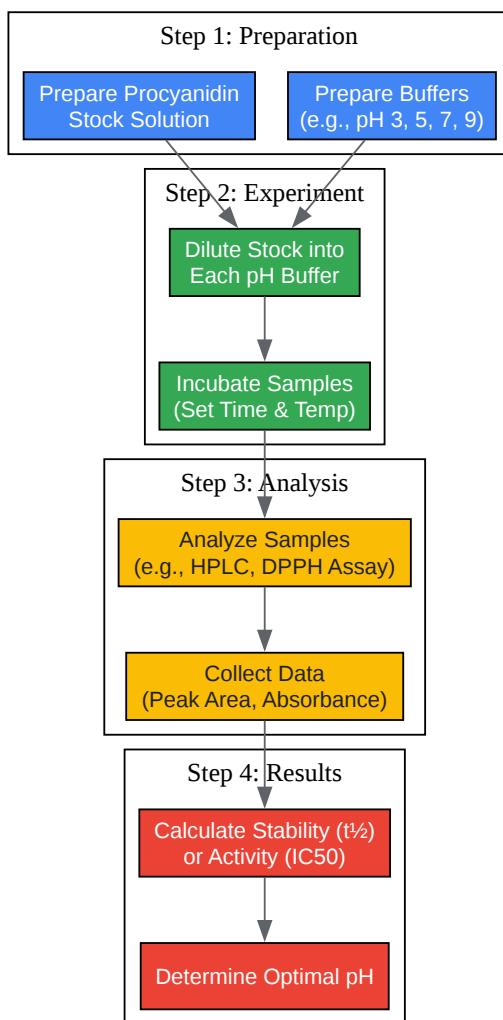 Step 1: Preparation
Prepare Procyanidin
Stock Solution
Prepare Buffers
(e.g., pH 3, 5, 7, 9)
Step 2: Experiment
Dilute Stock into
Each pH Buffer
Incubate Samples
(Set Time & Temp)
Step 3: Analysis
Analyze Samples
(e.g., HPLC, DPPH Assay)
Collect Data
(Peak Area, Absorbance)
Step 4: Results
Calculate Stability (t½)
or Activity (IC50)
Determine Optimal pH